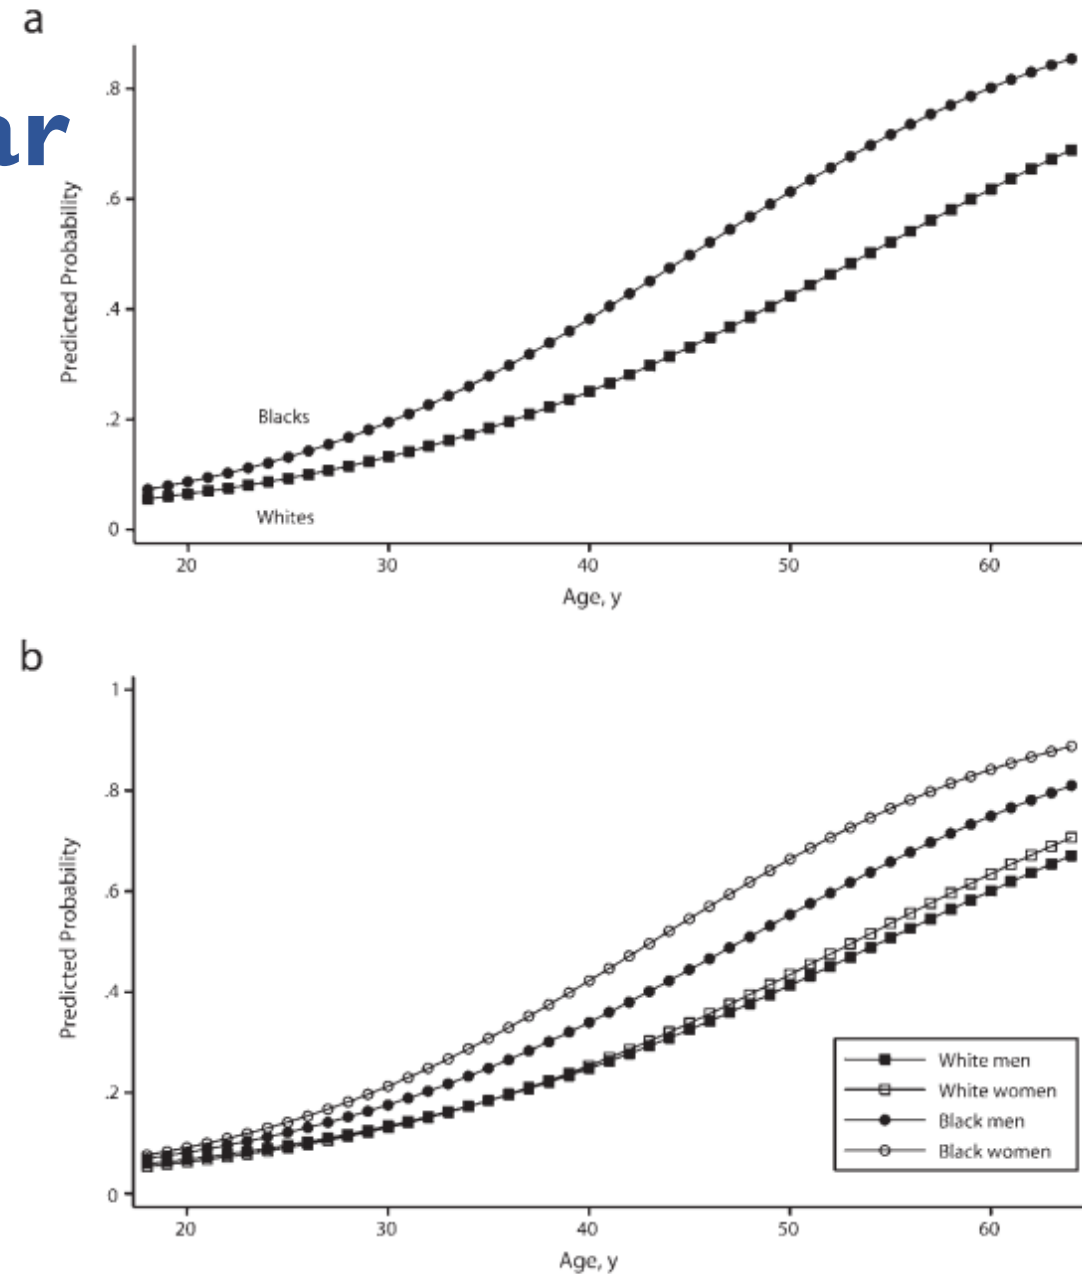 a
ar
Predicted Probability
.8
.6
.4
.2
0
Blacks
Whites
20 30 40 50 60
Age, y
b
Predicted Probability
1
.8
.6
.4
.2
0
White men
White women
Black men
Black women
20 30 40 50 60
Age, y